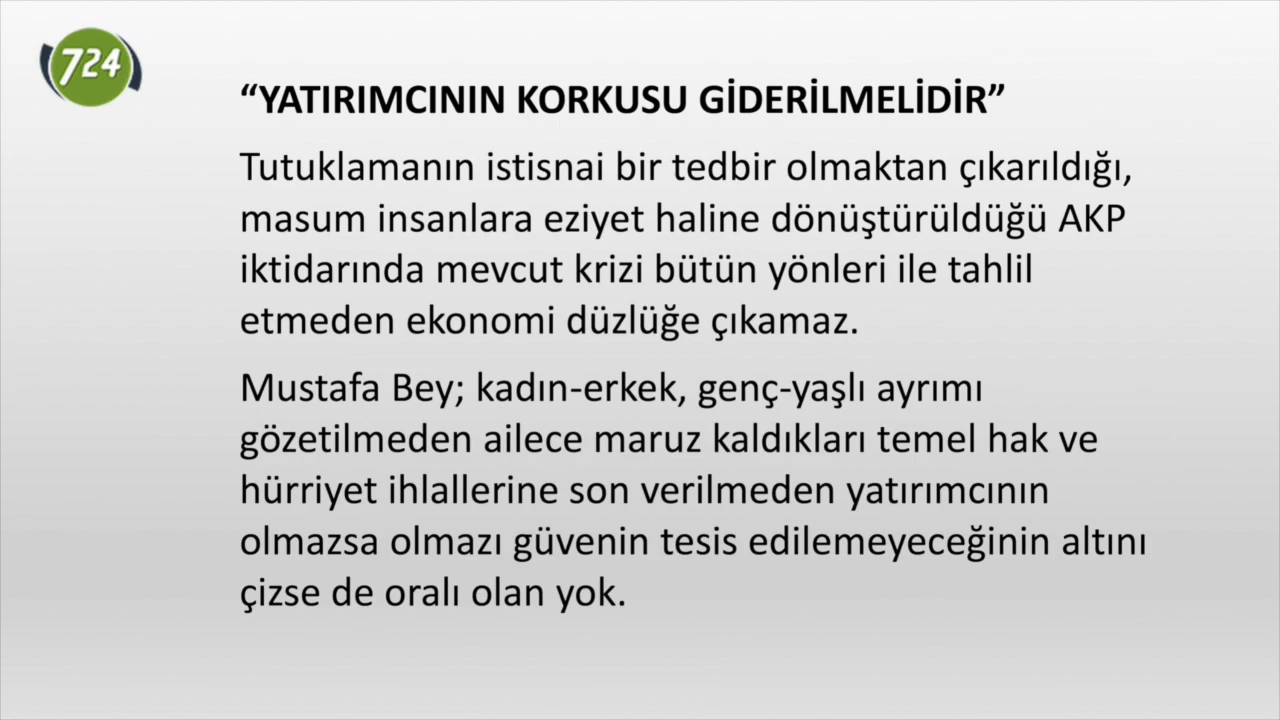 724
“YATIRIMCININ KORKUSU GİDERİLMELİDİR”
Tutuklamanın istisnai bir tedbir olmaktan çıkarıldığı,
masum insanlara eziyet haline dönüştürüldüğü AKP
iktidarında mevcut krizi bütün yönleri ile tahlil
etmeden ekonomi düzlüğe çıkamaz.
Mustafa Bey; kadın-erkek, genç-yaşlı ayrımı
gözetilmeden ailece maruz kaldıkları temel hak ve
hürriyet ihlallerine son verilmeden yatırımcının
olmazsa olmazı güvenin tesis edilemeyeceğinin altını
çizse de oralı olan yok.